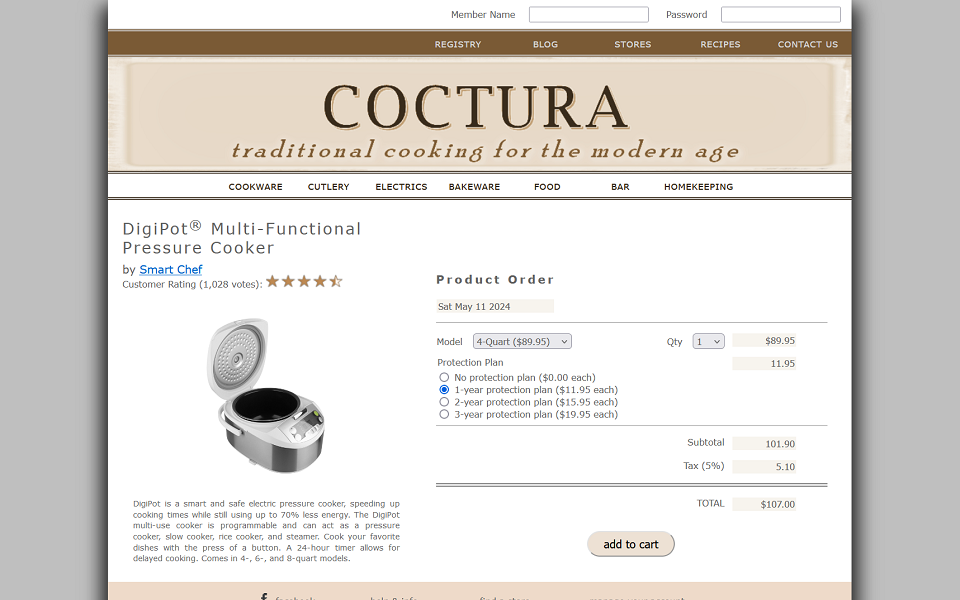 Member Name Password
REGISTRY BLOG STORES RECIPES CONTACT US
COCTURA
traditional cooking for the modern age
COOKWARE CUTLERY ELECTRICS BAKEWARE FOOD BAR HOMEKEEPING
DigiPot® Multi-Functional
Pressure Cooker
by Smart Chef
Customer Rating (1,028 votes):
Product Order
Sat May 11 2024
Model 4-Quart ($89.95) Qty 1 $89.95
Protection Plan 11.95
No protection plan ($0.00 each)
1-year protection plan ($11.95 each)
2-year protection plan ($15.95 each)
3-year protection plan ($19.95 each)
Subtotal 101.90
Tax (5%) 5.10
TOTAL $107.00
add to cart
DigiPot is a smart and safe electric pressure cooker, speeding up
cooking times while still using up to 70% less energy. The DigiPot
multi-use cooker is programmable and can act as a pressure
cooker, slow cooker, rice cooker, and steamer. Cook your favorite
dishes with the press of a button. A 24-hour timer allows for
delayed cooking. Comes in 4-, 6-, and 8-quart models.
facebook help & info find a store manage your account